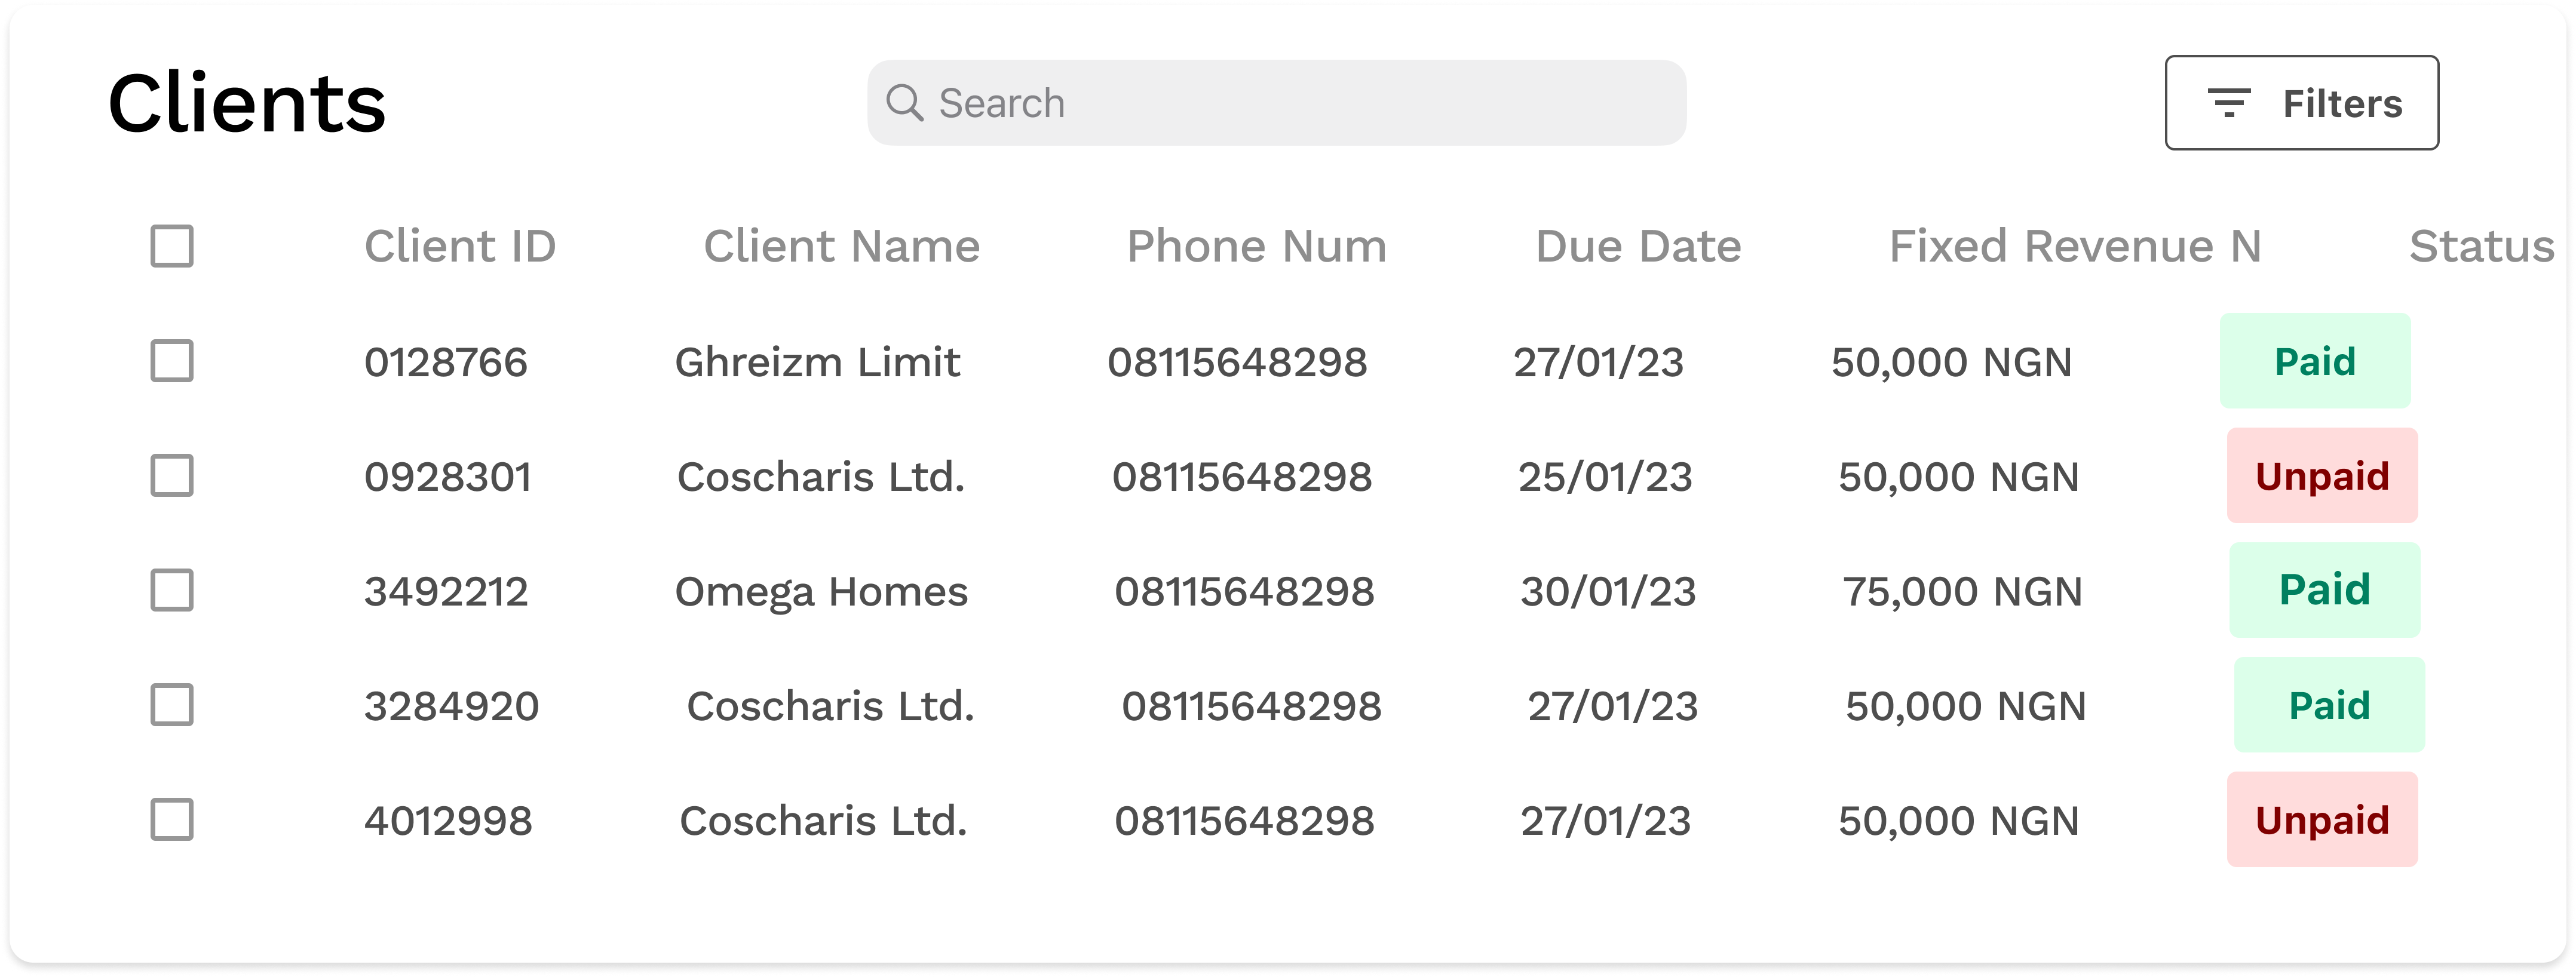 Clients Search Filters
Client ID Client Name Phone Num Due Date Fixed Revenue N Status
0128766 Ghreizm Limit 08115648298 27/01/23 50,000 NGN Paid
0928301 Coscharis Ltd. 08115648298 25/01/23 50,000 NGN Unpaid
3492212 Omega Homes 08115648298 30/01/23 75,000 NGN Paid
3284920 Coscharis Ltd. 08115648298 27/01/23 50,000 NGN Paid
4012998 Coscharis Ltd. 08115648298 27/01/23 50,000 NGN Unpaid